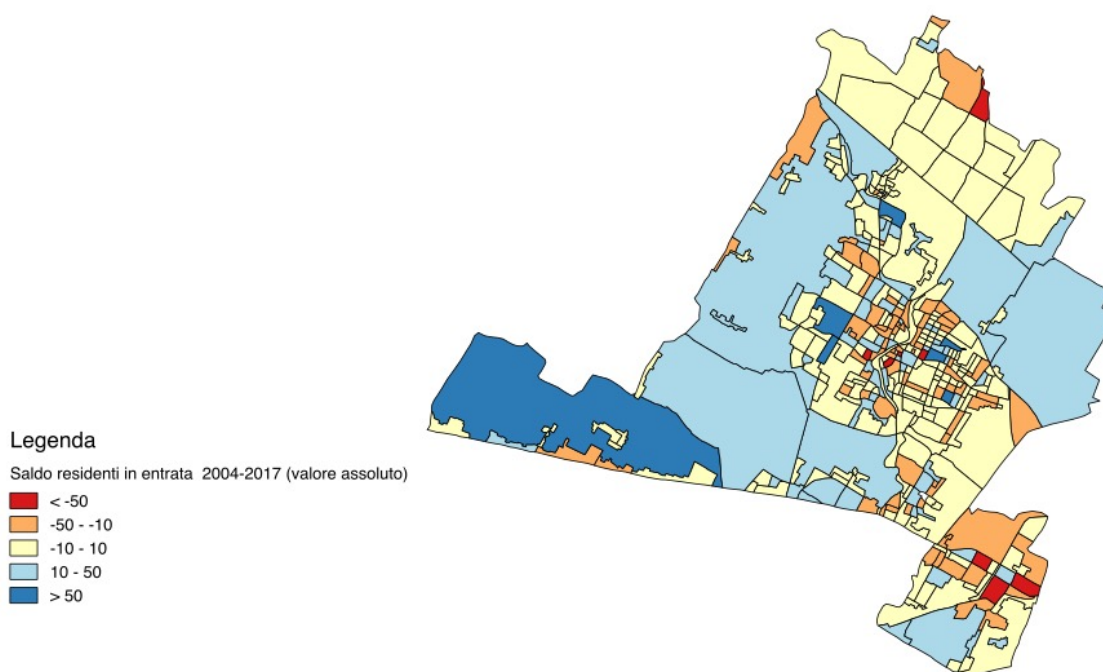 Legenda
Saldo residenti in entrata 2004-2017 (valore assoluto)
< -50
-50 - -10
-10 - 10
10 - 50
> 50